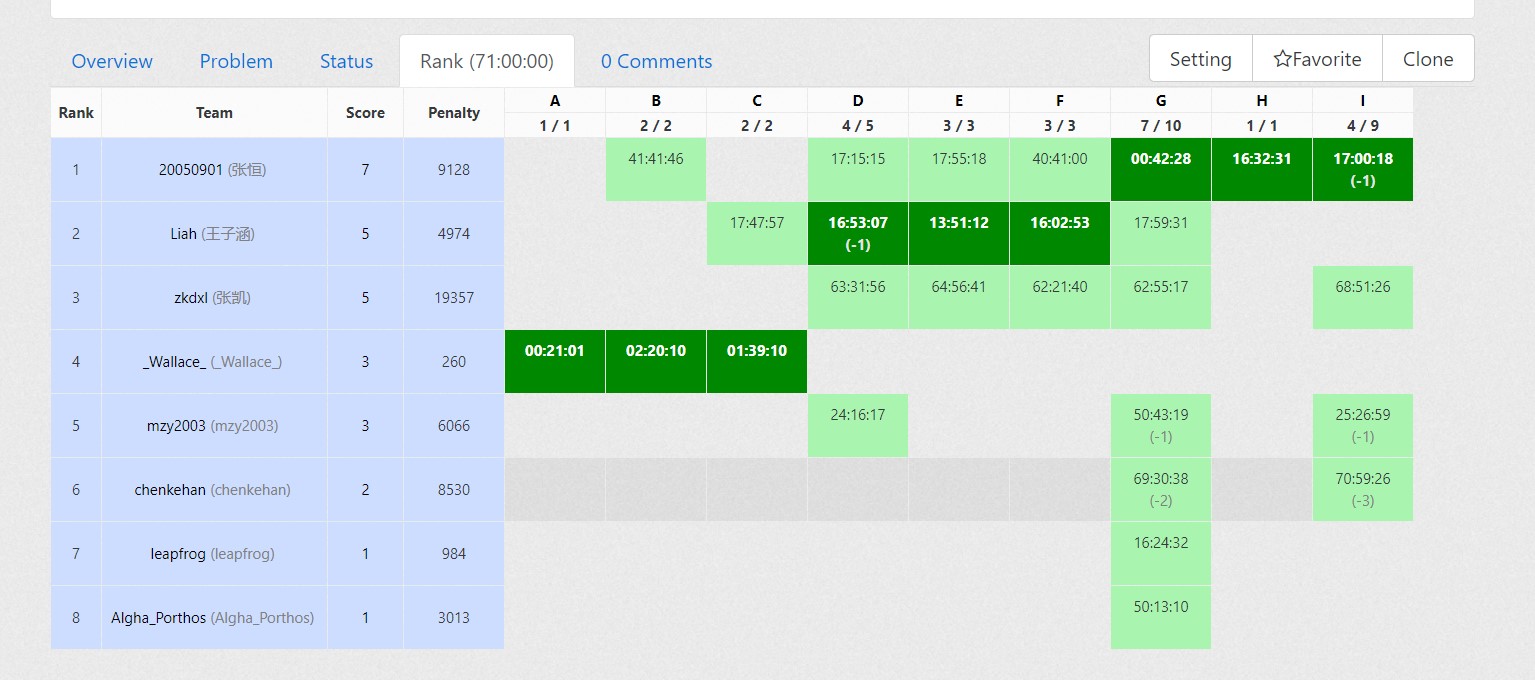 Overview Problem Status Rank (71:00:00) 0 Comments Setting ☆Favorite Clone
Rank Team Score Penalty A B C D E F G H I
1 / 1 2 / 2 2 / 2 4 / 5 3 / 3 3 / 3 7 / 10 1 / 1 4 / 9
1 20050901 (张恒) 7 9128 41:41:46 17:15:15 17:55:18 40:41:00 00:42:28 16:32:31 17:00:18
(-1)
2 Liah (王子涵) 5 4974 17:47:57 16:53:07 13:51:12 16:02:53 17:59:31
(-1)
3 zkdxl (张凯) 5 19357 63:31:56 64:56:41 62:21:40 62:55:17 68:51:26
4 _Wallace_ (_Wallace_) 3 260 00:21:01 02:20:10 01:39:10
5 mzy2003 (mzy2003) 3 6066 24:16:17 50:43:19 25:26:59
(-1) (-1)
6 chenkehan (chenkehan) 2 8530 69:30:38 70:59:26
(-2) (-3)
7 leapfrog (leapfrog) 1 984 16:24:32
8 Algha_Porthos (Algha_Porthos) 1 3013 50:13:10